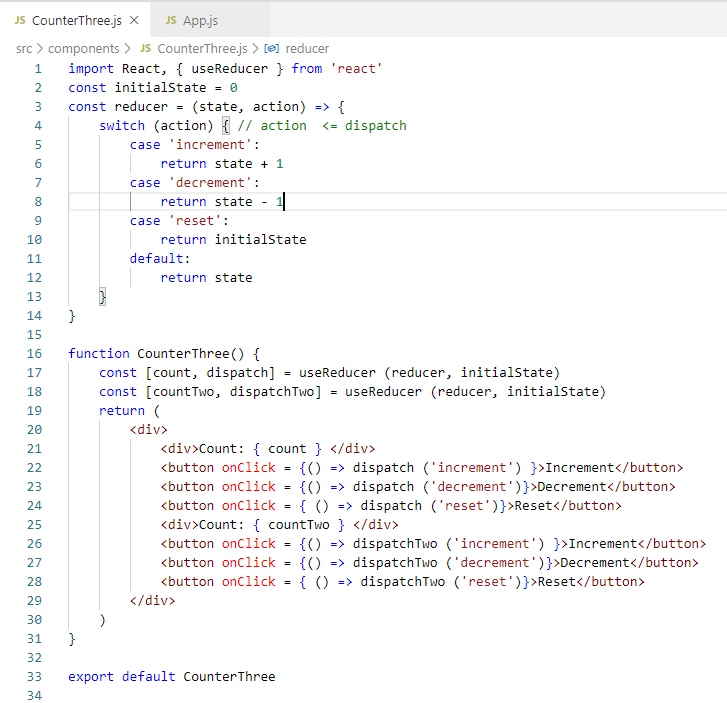 JS CounterThree.js ×
JS App.js
src > components > JS CounterThree.js > reducer
1 import React, { useReducer } from 'react'
2 const initialState = 0
3 const reducer = (state, action) => {
4     switch (action) { // action  <= dispatch
5         case 'increment':
6             return state + 1
7         case 'decrement':
8             return state - 1
9         case 'reset':
10             return initialState
11         default:
12             return state
13     }
14 }
15
16 function CounterThree() {
17     const [count, dispatch] = useReducer (reducer, initialState)
18     const [countTwo, dispatchTwo] = useReducer (reducer, initialState)
19     return (
20         <div>
21             <div>Count: { count } </div>
22             <button onClick = {() => dispatch ('increment') }>Increment</button>
23             <button onClick = {() => dispatch ('decrement')}>Decrement</button>
24             <button onClick = { () => dispatch ('reset')}>Reset</button>
25             <div>Count: { countTwo } </div>
26             <button onClick = {() => dispatchTwo ('increment') }>Increment</button>
27             <button onClick = {() => dispatchTwo ('decrement')}>Decrement</button>
28             <button onClick = { () => dispatchTwo ('reset')}>Reset</button>
29         </div>
30     )
31 }
32
33 export default CounterThree
34